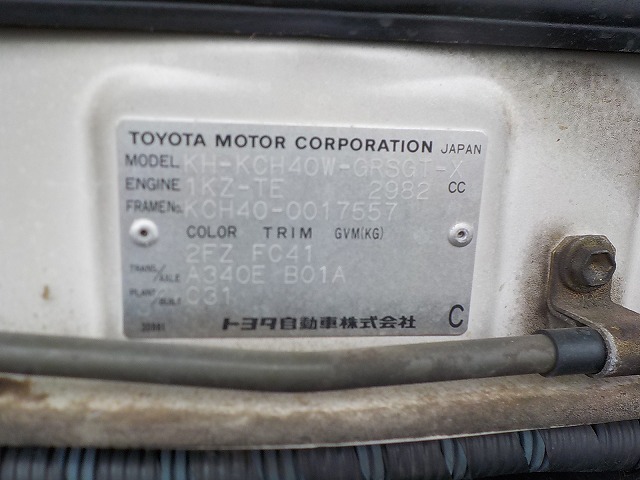 TOYOTA MOTOR CORPORATION JAPAN
MODEL KH-KCH40W-GRSGT-X
ENGINE 1KZ-TE 2982 CC
FRAME No. KCH40-0017557
COLOR TRIM GVM(KG)
2FZ FC41
TRANS/AXLE A340E B01A
PLANT/BUILT C31
トヨタ自動車株式会社 C